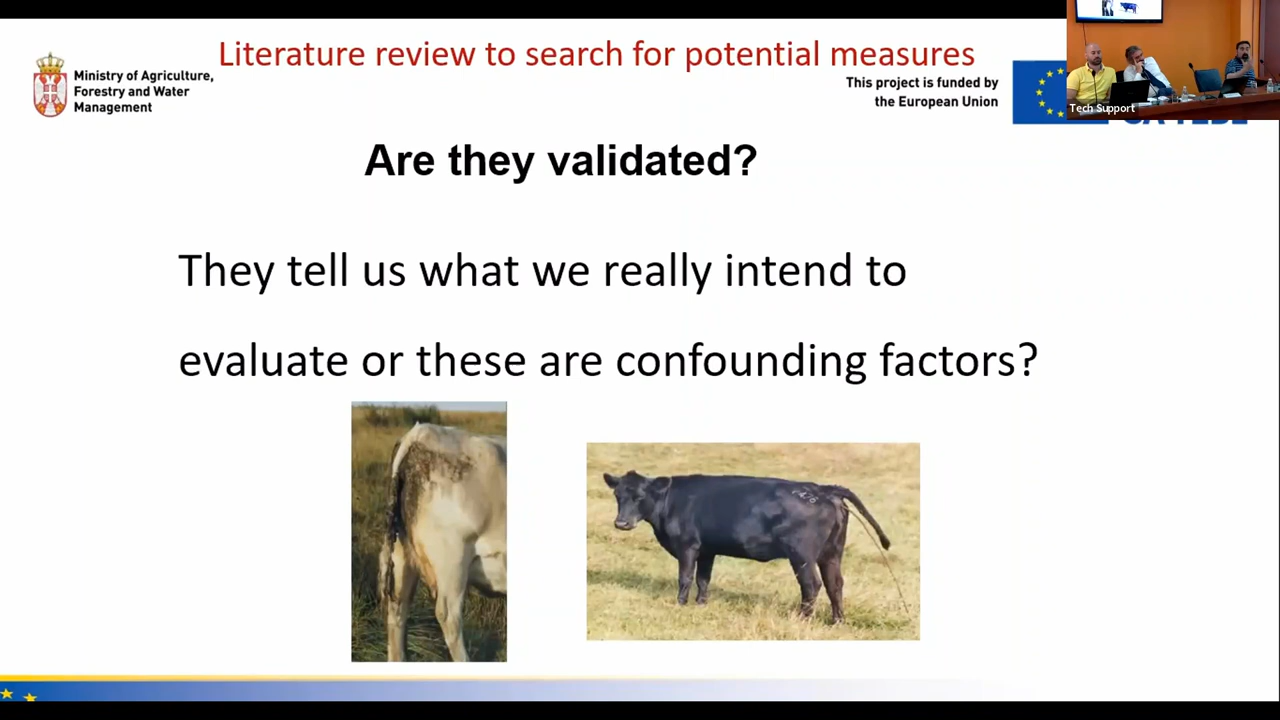 Literature review to search for potential measures
Ministry of Agriculture,
Forestry and Water
Management
This project is funded by
the European Union
Tech Support
Are they validated?
They tell us what we really intend to
evaluate or these are confounding factors?